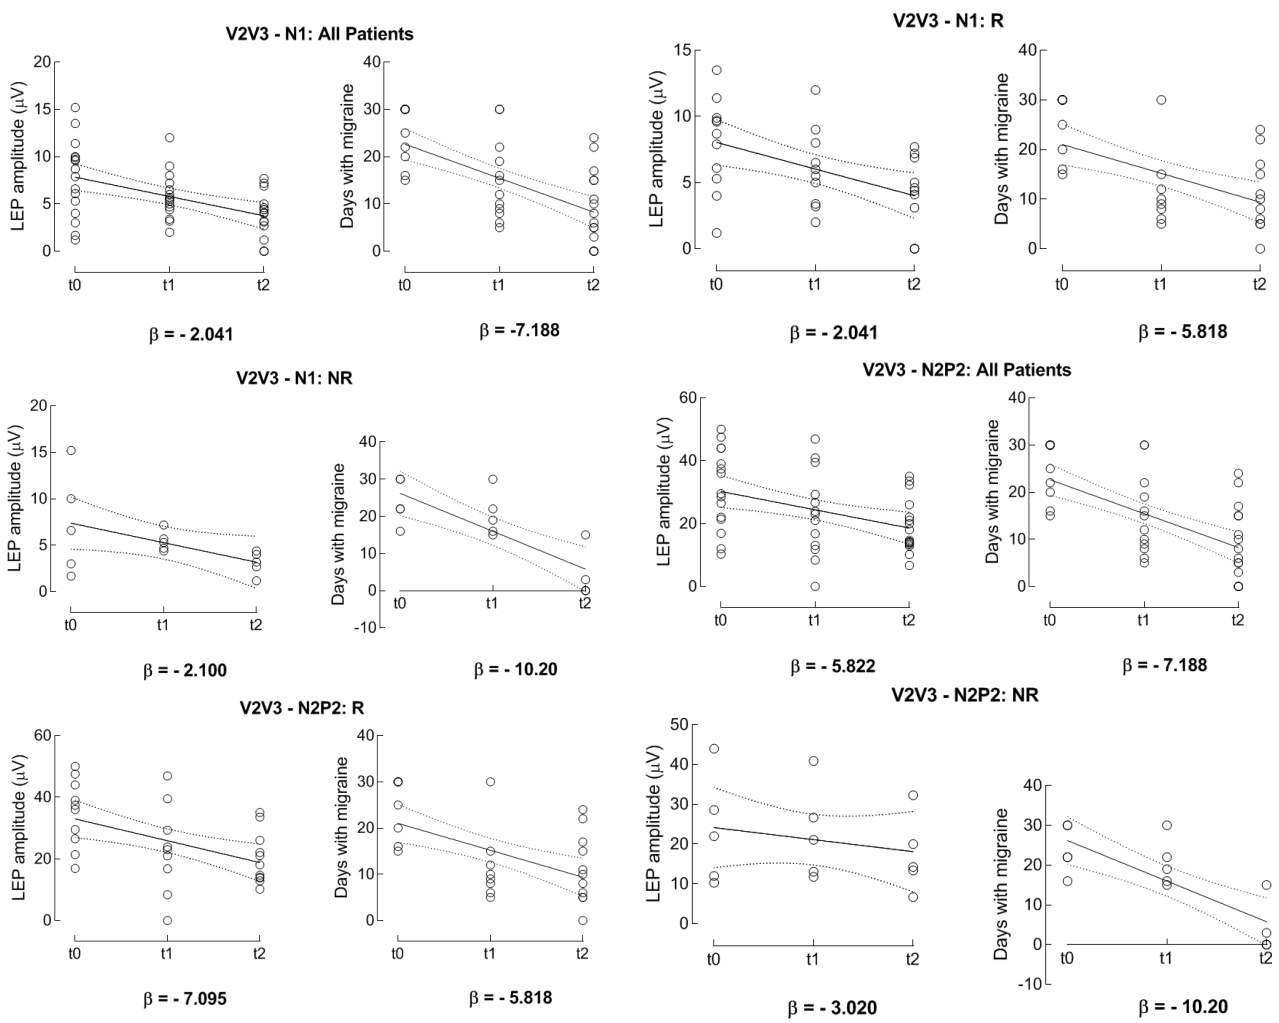 V2V3 - N1: All Patients
LEP amplitude (µV)
20
15
10
5
0
t0 t1 t2
β = - 2.041
Days with migraine
40
30
20
10
0
t0 t1 t2
β = -7.188
V2V3 - N1: R
LEP amplitude (µV)
15
10
5
0
t0 t1 t2
β = - 2.041
Days with migraine
40
30
20
10
0
t0 t1 t2
β = - 5.818
V2V3 - N1: NR
LEP amplitude (µV)
20
15
10
5
0
t0 t1 t2
β = - 2.100
Days with migraine
40
30
20
10
0
-10
t0 t1 t2
β = - 10.20
V2V3 - N2P2: All Patients
LEP amplitude (µV)
60
40
20
0
t0 t1 t2
β = - 5.822
Days with migraine
40
30
20
10
0
t0 t1 t2
β = - 7.188
V2V3 - N2P2: R
LEP amplitude (µV)
60
40
20
0
t0 t1 t2
β = - 7.095
Days with migraine
40
30
20
10
0
t0 t1 t2
β = - 5.818
V2V3 - N2P2: NR
LEP amplitude (µV)
50
40
30
20
10
0
t0 t1 t2
β = - 3.020
Days with migraine
40
30
20
10
0
-10
t0 t1 t2
β = - 10.20